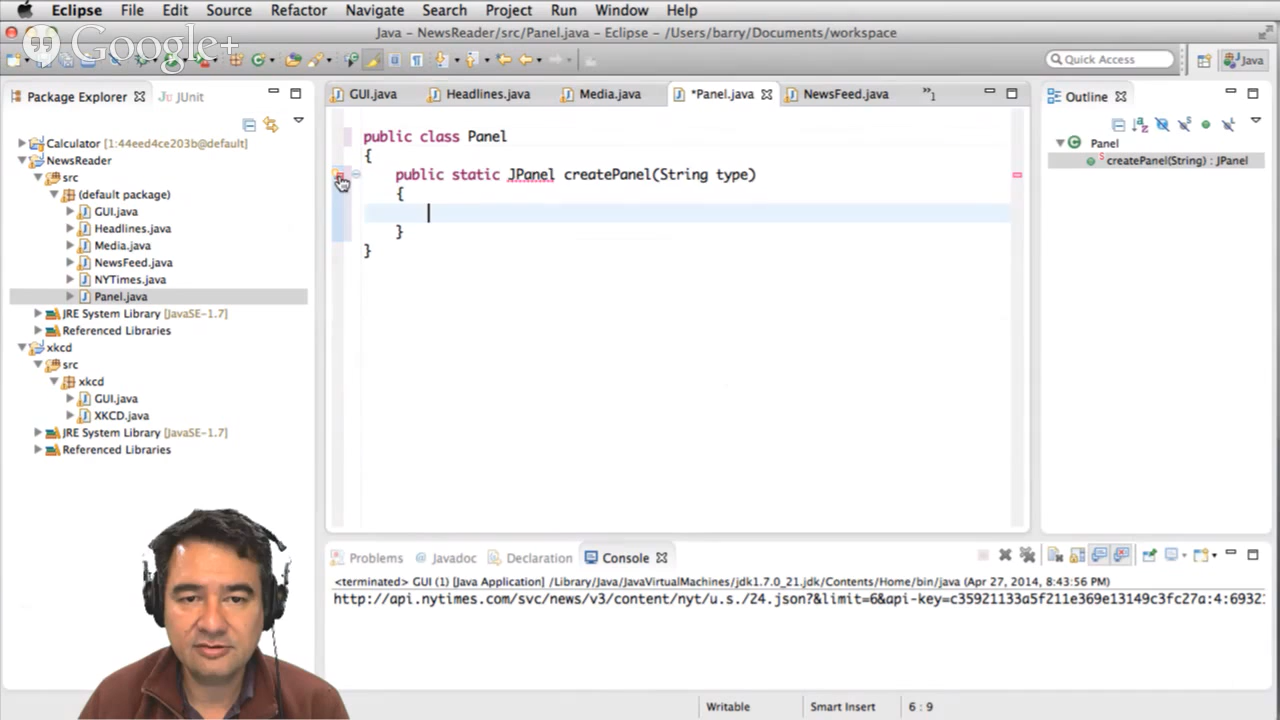 Eclipse File Edit Source Refactor Navigate Search Project Run Window Help
Java - NewsReader/src/Panel.java - Eclipse - /Users/barry/Documents/workspace
Google+
Quick Access
Java
Package Explorer JUnit
GUI.java Headlines.java Media.java *Panel.java NewsFeed.java »1
Outline
Calculator [1:44eed4ce203b@default]
NewsReader
src
(default package)
GUI.java
Headlines.java
Media.java
NewsFeed.java
NYTimes.java
Panel.java
JRE System Library [JavaSE-1.7]
Referenced Libraries
xkcd
src
xkcd
GUI.java
XKCD.java
JRE System Library [JavaSE-1.7]
Referenced Libraries
public class Panel
{
public static JPanel createPanel(String type)
{
}
}
Panel
createPanel(String) : JPanel
Problems Javadoc Declaration Console
<terminated> GUI (1) [Java Application] /Library/Java/JavaVirtualMachines/jdk1.7.0_21.jdk/Contents/Home/bin/java (Apr 27, 2014, 8:43:56 PM)
http://api.nytimes.com/svc/news/v3/content/nyt/u.s./24.json?&limit=6&api-key=c35921133a5f211e369e13149c3fc27a:4:6932
Writable Smart Insert 6 : 9